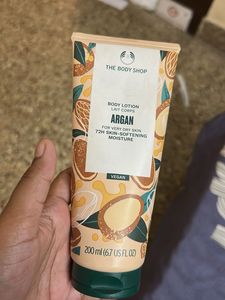 THE BODY SHOP
BODY LOTION
LAIT CORPS
ARGAN
FOR VERY DRY SKIN
72H SKIN-SOFTENING
MOISTURE
VEGAN
200 ml (6.7 US FL.OZ)